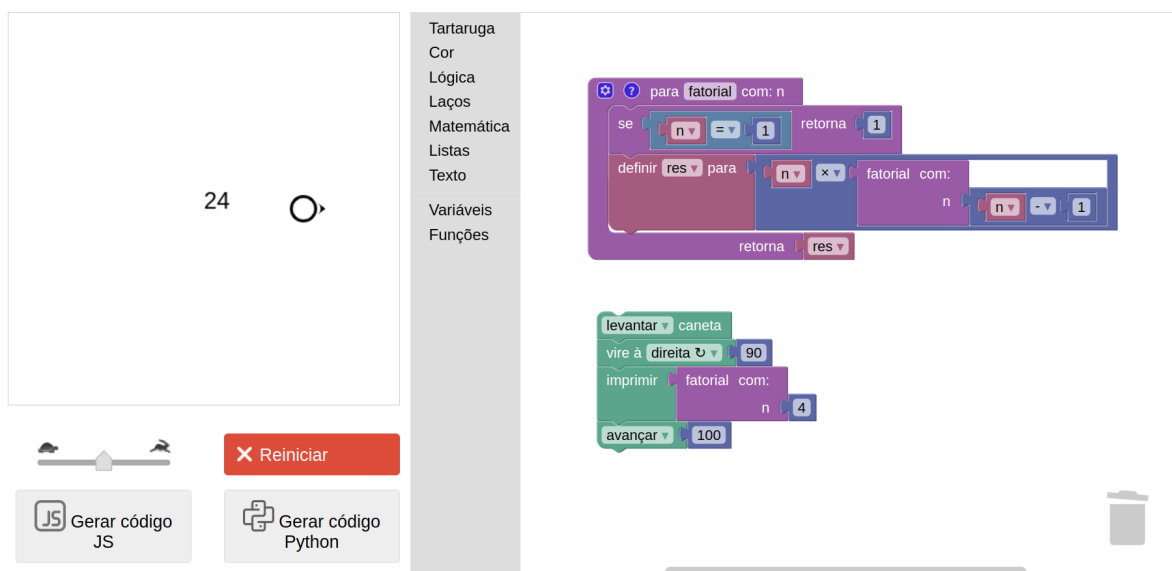 24
Reiniciar
JS Gerar código JS
Gerar código Python
Tartaruga
Cor
Lógica
Laços
Matemática
Listas
Texto
Variáveis
Funções
? para fatorial com: n
se n = 1 retorna 1
definir res para n × fatorial com:
n n - 1
retorna res
levantar caneta
vire à direita ↻ 90
imprimir fatorial com:
n 4
avançar 100